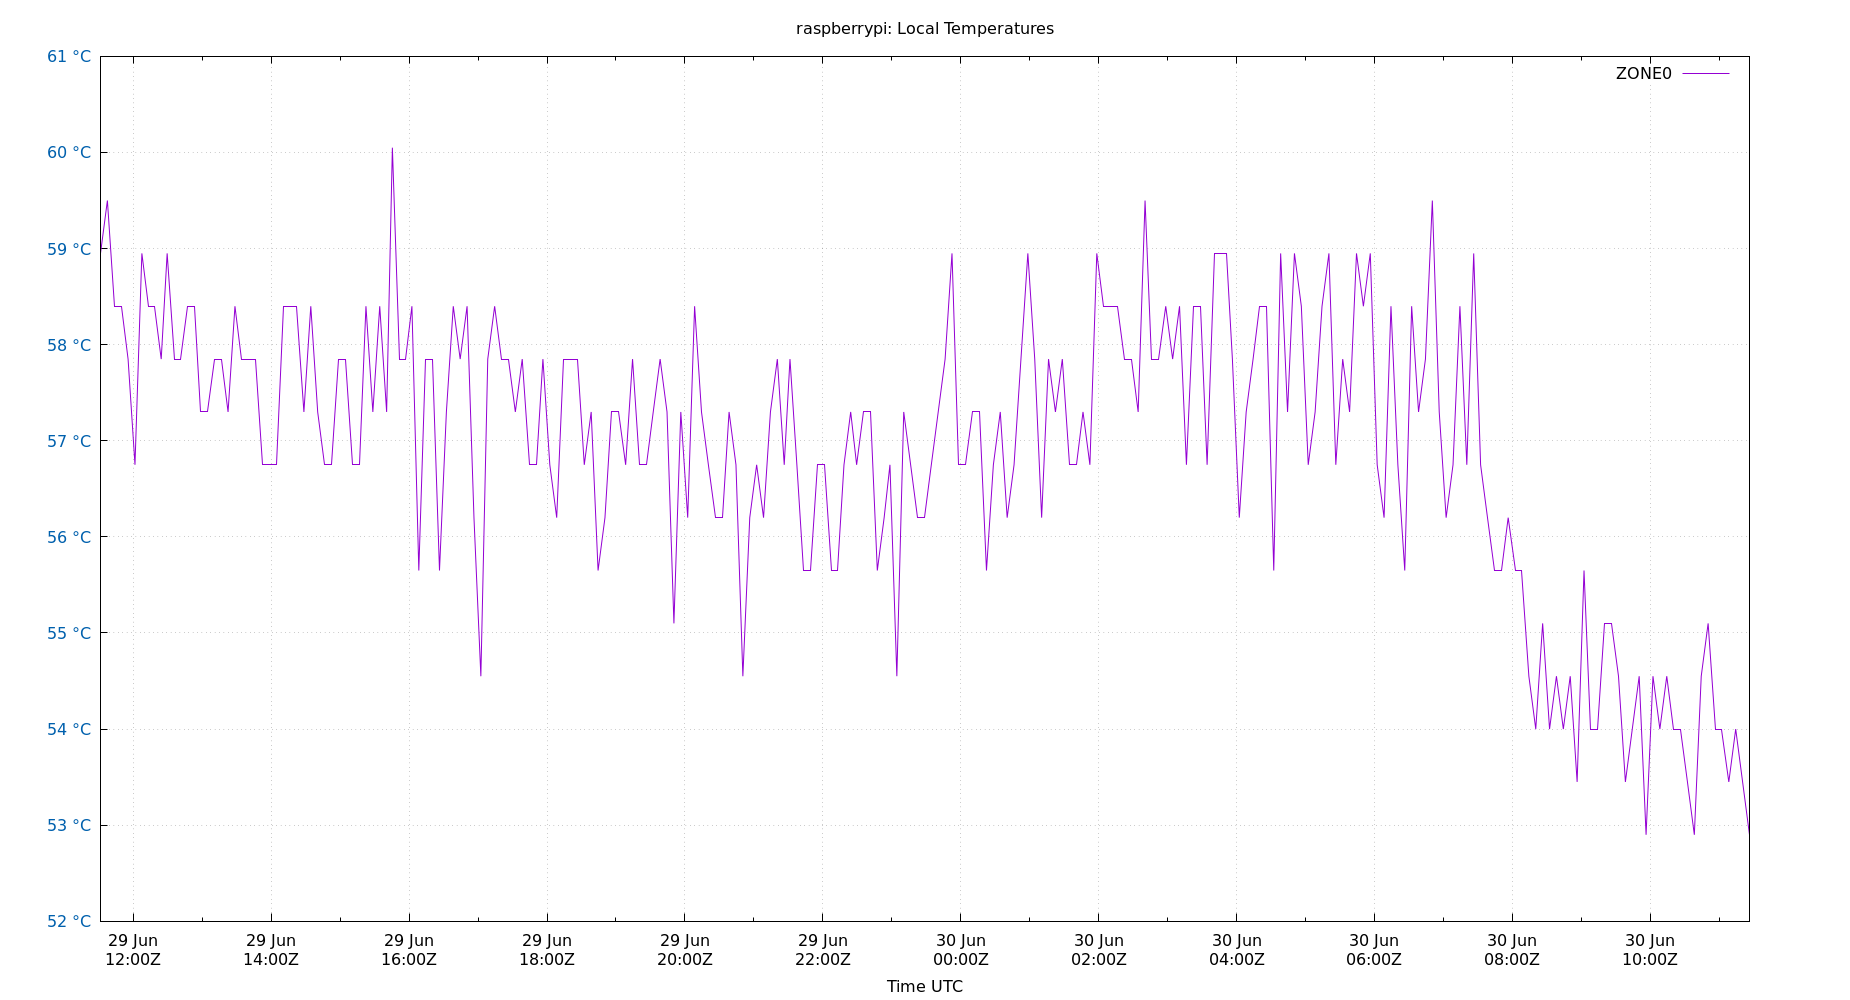 raspberrypi: Local Temperatures
61 °C
ZONE0
60 °C
59 °C
58 °C
57 °C
56 °C
55 °C
54 °C
53 °C
52 °C
29 Jun 29 Jun 29 Jun 29 Jun 29 Jun 29 Jun 30 Jun 30 Jun 30 Jun 30 Jun 30 Jun 30 Jun
12:00Z 14:00Z 16:00Z 18:00Z 20:00Z 22:00Z 00:00Z 02:00Z 04:00Z 06:00Z 08:00Z 10:00Z
Time UTC